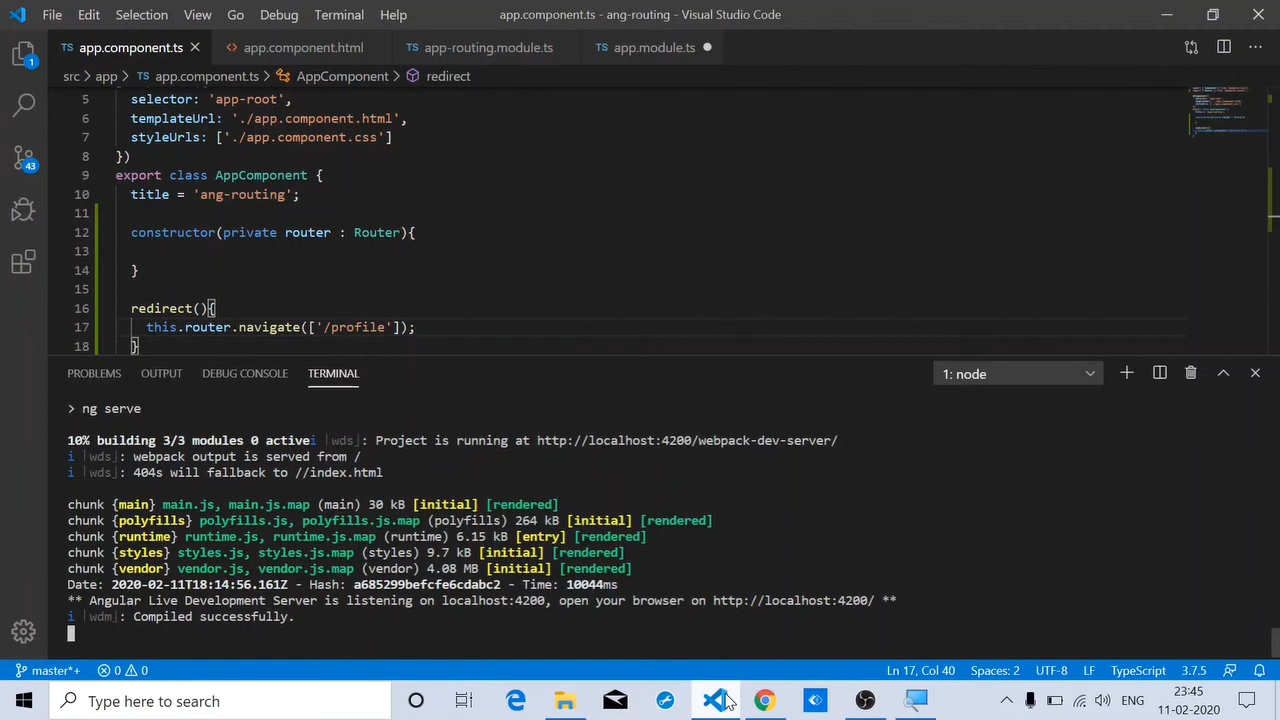 File Edit Selection View Go Debug Terminal Help
app.component.ts - ang-routing - Visual Studio Code
TS app.component.ts
<> app.component.html
TS app-routing.module.ts
TS app.module.ts
src > app > TS app.component.ts > AppComponent > redirect
5 selector: 'app-root',
6 templateUrl: './app.component.html',
7 styleUrls: ['./app.component.css']
8 })
9 export class AppComponent {
10 title = 'ang-routing';
11
12 constructor(private router : Router){
13
14 }
15
16 redirect(){
17 this.router.navigate(['/profile']);
18 }
1
43
PROBLEMS OUTPUT DEBUG CONSOLE TERMINAL
1: node
> ng serve
10% building 3/3 modules 0 activei ｢wds｣: Project is running at http://localhost:4200/webpack-dev-server/
i ｢wds｣: webpack output is served from /
i ｢wds｣: 404s will fallback to //index.html
chunk {main} main.js, main.js.map (main) 30 kB [initial] [rendered]
chunk {polyfills} polyfills.js, polyfills.js.map (polyfills) 264 kB [initial] [rendered]
chunk {runtime} runtime.js, runtime.js.map (runtime) 6.15 kB [entry] [rendered]
chunk {styles} styles.js, styles.js.map (styles) 9.7 kB [initial] [rendered]
chunk {vendor} vendor.js, vendor.js.map (vendor) 4.08 MB [initial] [rendered]
Date: 2020-02-11T18:14:56.161Z - Hash: a685299befcfe6cdabc2 - Time: 10044ms
** Angular Live Development Server is listening on localhost:4200, open your browser on http://localhost:4200/ **
i ｢wdm｣: Compiled successfully.
master*+ 0 0
Ln 17, Col 40 Spaces: 2 UTF-8 LF TypeScript 3.7.5
Type here to search
ENG
23:45
11-02-2020